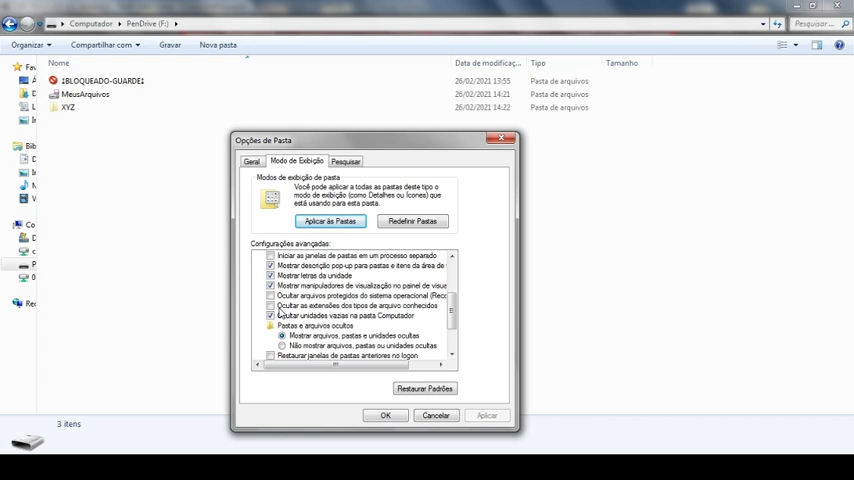 Computador ▸ PenDrive (F:) ▸
Pesquisar...
Organizar ▾ Compartilhar com ▾ Gravar Nova pasta
Nome Data de modificaç... Tipo Tamanho
Fav
26/02/2021 13:55 Pasta de arquivos
MeusArquivos 26/02/2021 14:21 Pasta de arquivos
XYZ 26/02/2021 14:22 Pasta de arquivos
Bib
Co
Rec
Opções de Pasta
Geral Modo de Exibição Pesquisar
Modos de exibição de pasta
Você pode aplicar a todas as pastas deste tipo o
modo de exibição (como Detalhes ou Ícones) que
está usando para esta pasta.
Aplicar às Pastas Redefinir Pastas
Configurações avançadas:
Iniciar as janelas de pastas em um processo separado
Mostrar descrição pop-up para pastas e itens da área de
Mostrar letras da unidade
Mostrar manipuladores de visualização no painel de visua
Ocultar arquivos protegidos do sistema operacional (Reco
Ocultar as extensões dos tipos de arquivo conhecidos
Ocultar unidades vazias na pasta Computador
Pastas e arquivos ocultos
Mostrar arquivos, pastas e unidades ocultas
Não mostrar arquivos, pastas ou unidades ocultas
Restaurar janelas de pastas anteriores no logon
Restaurar Padrões
OK Cancelar Aplicar
3 itens